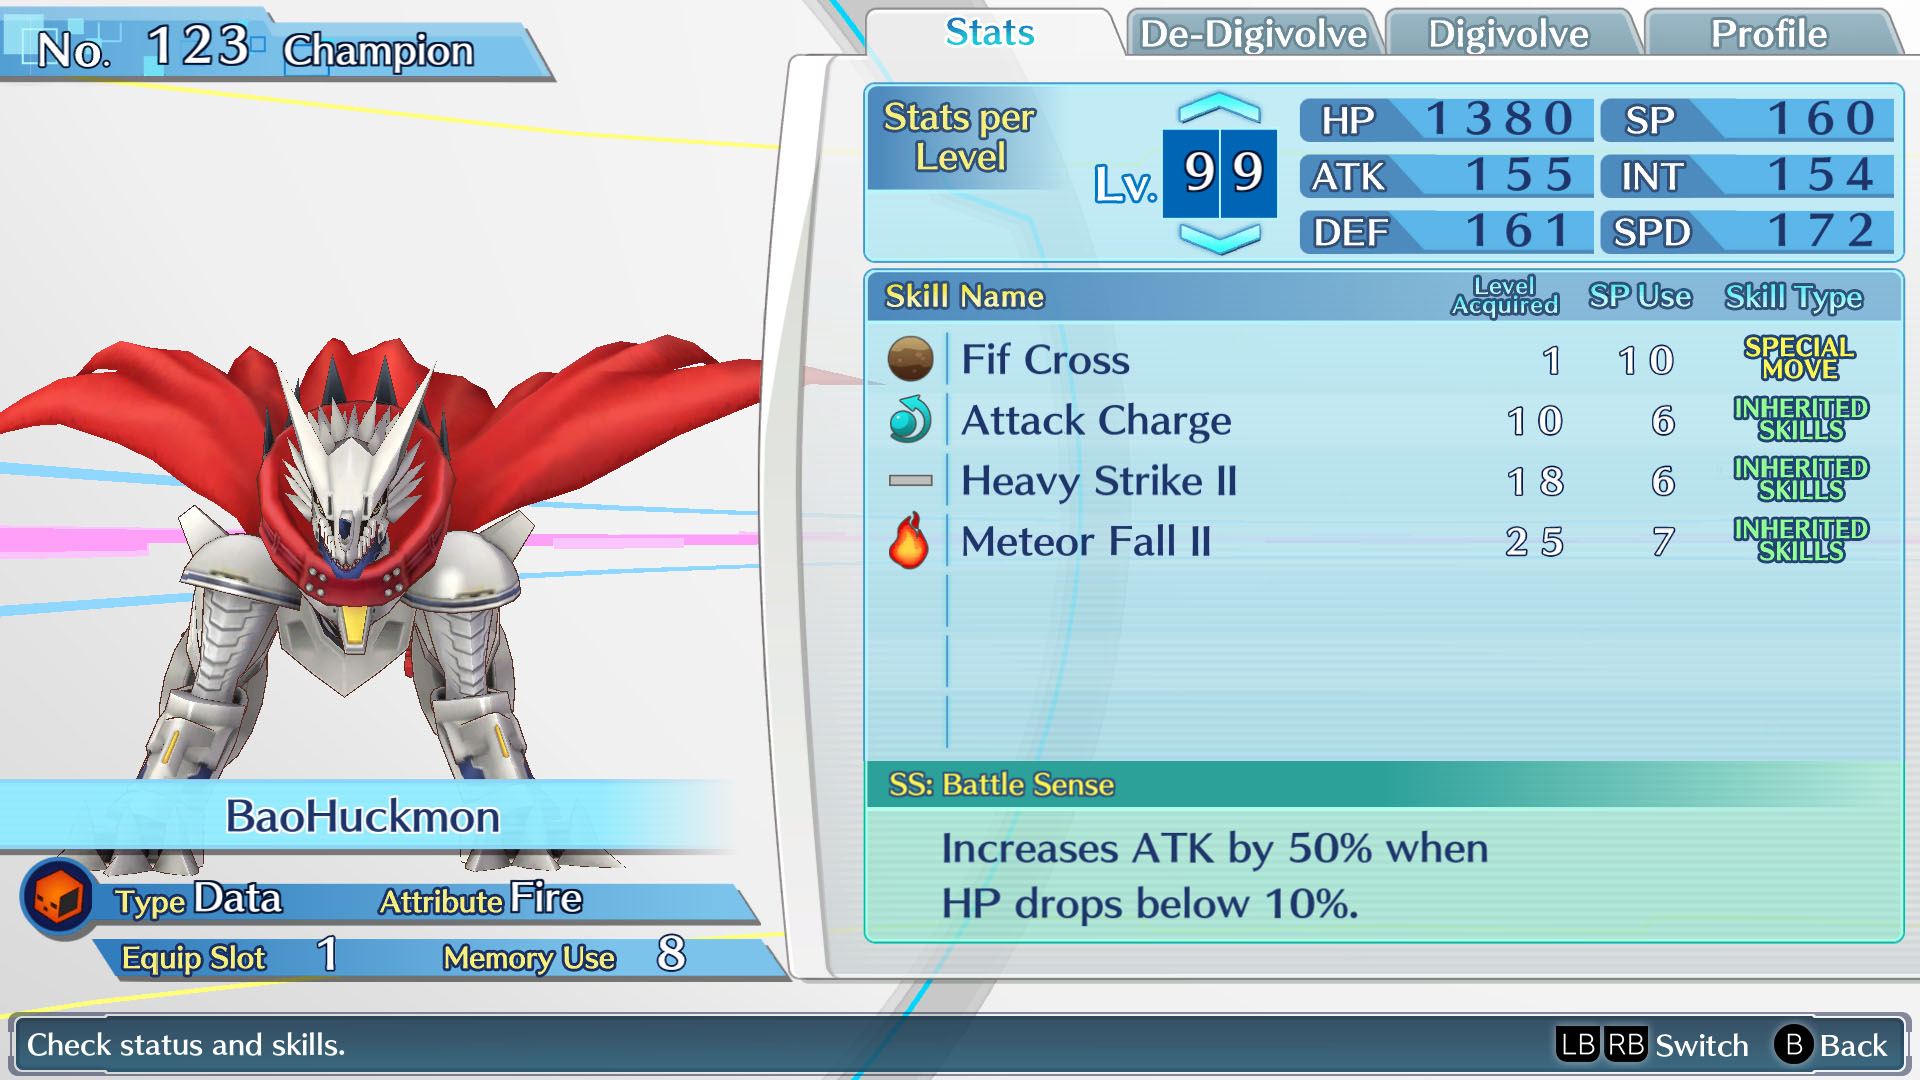 No. 123 Champion
Stats De-Digivolve Digivolve Profile
Stats per
Level
Lv. 99
HP 1380 SP 160
ATK 155 INT 154
DEF 161 SPD 172
Skill Name Level Acquired SP Use Skill Type
Fif Cross 1 10 SPECIAL MOVE
Attack Charge 10 6 INHERITED SKILLS
Heavy Strike II 18 6 INHERITED SKILLS
Meteor Fall II 25 7 INHERITED SKILLS
SS: Battle Sense
Increases ATK by 50% when
HP drops below 10%.
BaoHuckmon
Type Data Attribute Fire
Equip Slot 1 Memory Use 8
Check status and skills.
LB RB Switch B Back